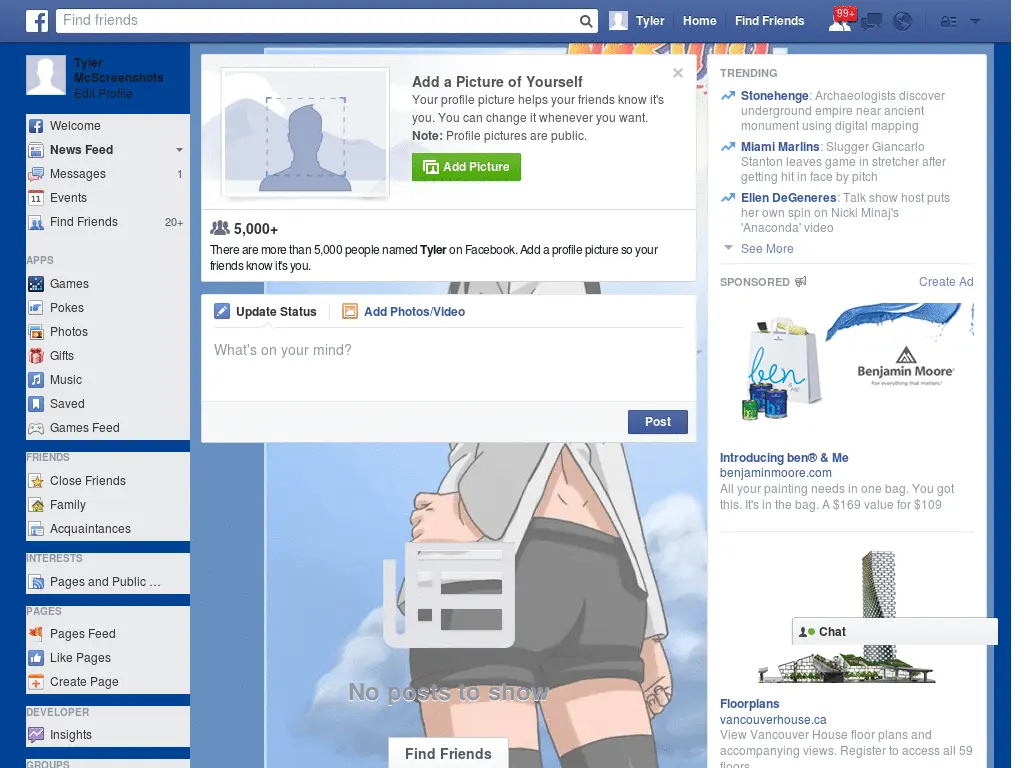 Find friends
Tyler
Home
Find Friends
99+
Tyler
McScreenshots
Edit Profile
Welcome
News Feed
Messages 1
Events
Find Friends 20+
APPS
Games
Pokes
Photos
Gifts
Music
Saved
Games Feed
FRIENDS
Close Friends
Family
Acquaintances
INTERESTS
Pages and Public ...
PAGES
Pages Feed
Like Pages
Create Page
DEVELOPER
Insights
GROUPS
Add a Picture of Yourself
Your profile picture helps your friends know it's
you. You can change it whenever you want.
Note: Profile pictures are public.
Add Picture
5,000+
There are more than 5,000 people named Tyler on Facebook. Add a profile picture so your
friends know it's you.
Update Status
Add Photos/Video
What's on your mind?
Post
No posts to show
Find Friends
TRENDING
Stonehenge: Archaeologists discover
underground empire near ancient
monument using digital mapping
Miami Marlins: Slugger Giancarlo
Stanton leaves game in stretcher after
getting hit in face by pitch
Ellen DeGeneres: Talk show host puts
her own spin on Nicki Minaj's
'Anaconda' video
See More
SPONSORED
Create Ad
ben
& ME
Benjamin Moore
For everything that matters.
Introducing ben® & Me
benjaminmoore.com
All your painting needs in one bag. You got
this. It's in the bag. A $169 value for $109
Chat
Floorplans
vancouverhouse.ca
View Vancouver House floor plans and
accompanying views. Register to access all 59
floors